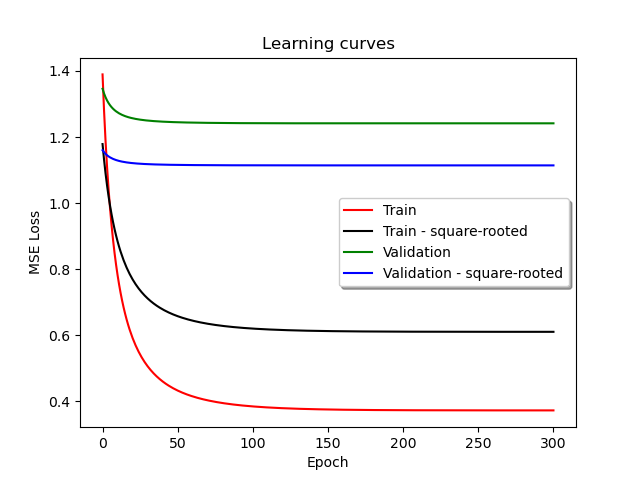 Learning curves
MSE Loss
1.4
1.2
1.0
0.8
0.6
0.4
Train
Train - square-rooted
Validation
Validation - square-rooted
0 50 100 150 200 250 300
Epoch